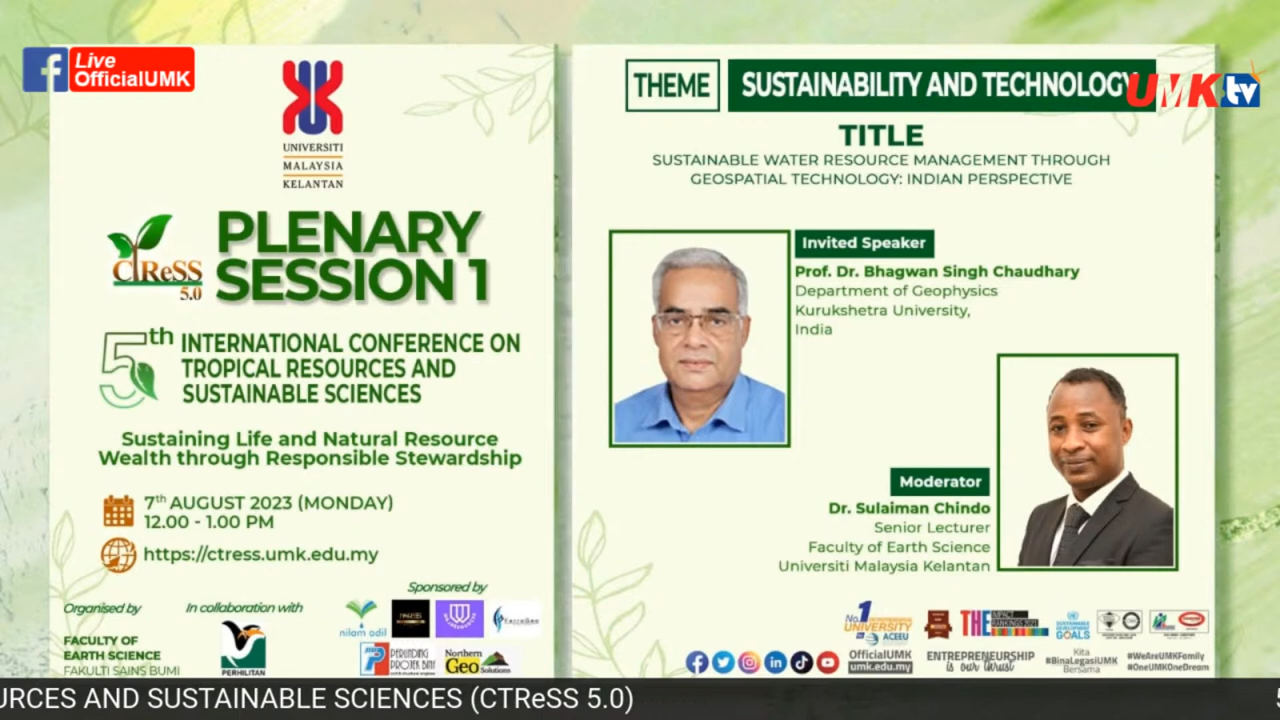 Live
OfficialUMK
UNIVERSITI
MALAYSIA
KELANTAN
CTReSS
5.0
PLENARY
SESSION 1
5th INTERNATIONAL CONFERENCE ON
TROPICAL RESOURCES AND
SUSTAINABLE SCIENCES
Sustaining Life and Natural Resource
Wealth through Responsible Stewardship
7th AUGUST 2023 (MONDAY)
12.00 - 1.00 PM
https://ctress.umk.edu.my
Organised by
FACULTY OF
EARTH SCIENCE
FAKULTI SAINS BUMI
In collaboration with
PERHILITAN
Sponsored by
nilam adil
TerraGeo
PERUNDING
PROJEK BAY
Northern
Geo Solutions
THEME
SUSTAINABILITY AND TECHNOLOGY
UMK tv
TITLE
SUSTAINABLE WATER RESOURCE MANAGEMENT THROUGH
GEOSPATIAL TECHNOLOGY: INDIAN PERSPECTIVE
Invited Speaker
Prof. Dr. Bhagwan Singh Chaudhary
Department of Geophysics
Kurukshetra University,
India
Moderator
Dr. Sulaiman Chindo
Senior Lecturer
Faculty of Earth Science
Universiti Malaysia Kelantan
No.1
UNIVERSITY
ACEEU
THE IMPACT
RANKINGS 2021
SUSTAINABLE
DEVELOPMENT
GOALS
OfficialUMK
umk.edu.my
ENTREPRENEURSHIP
is our thrust
Kita
#BinaLegasiUMK
Bersama
#WeAreUMKFamily
#OneUMKOneDream
URCES AND SUSTAINABLE SCIENCES (CTReSS 5.0)